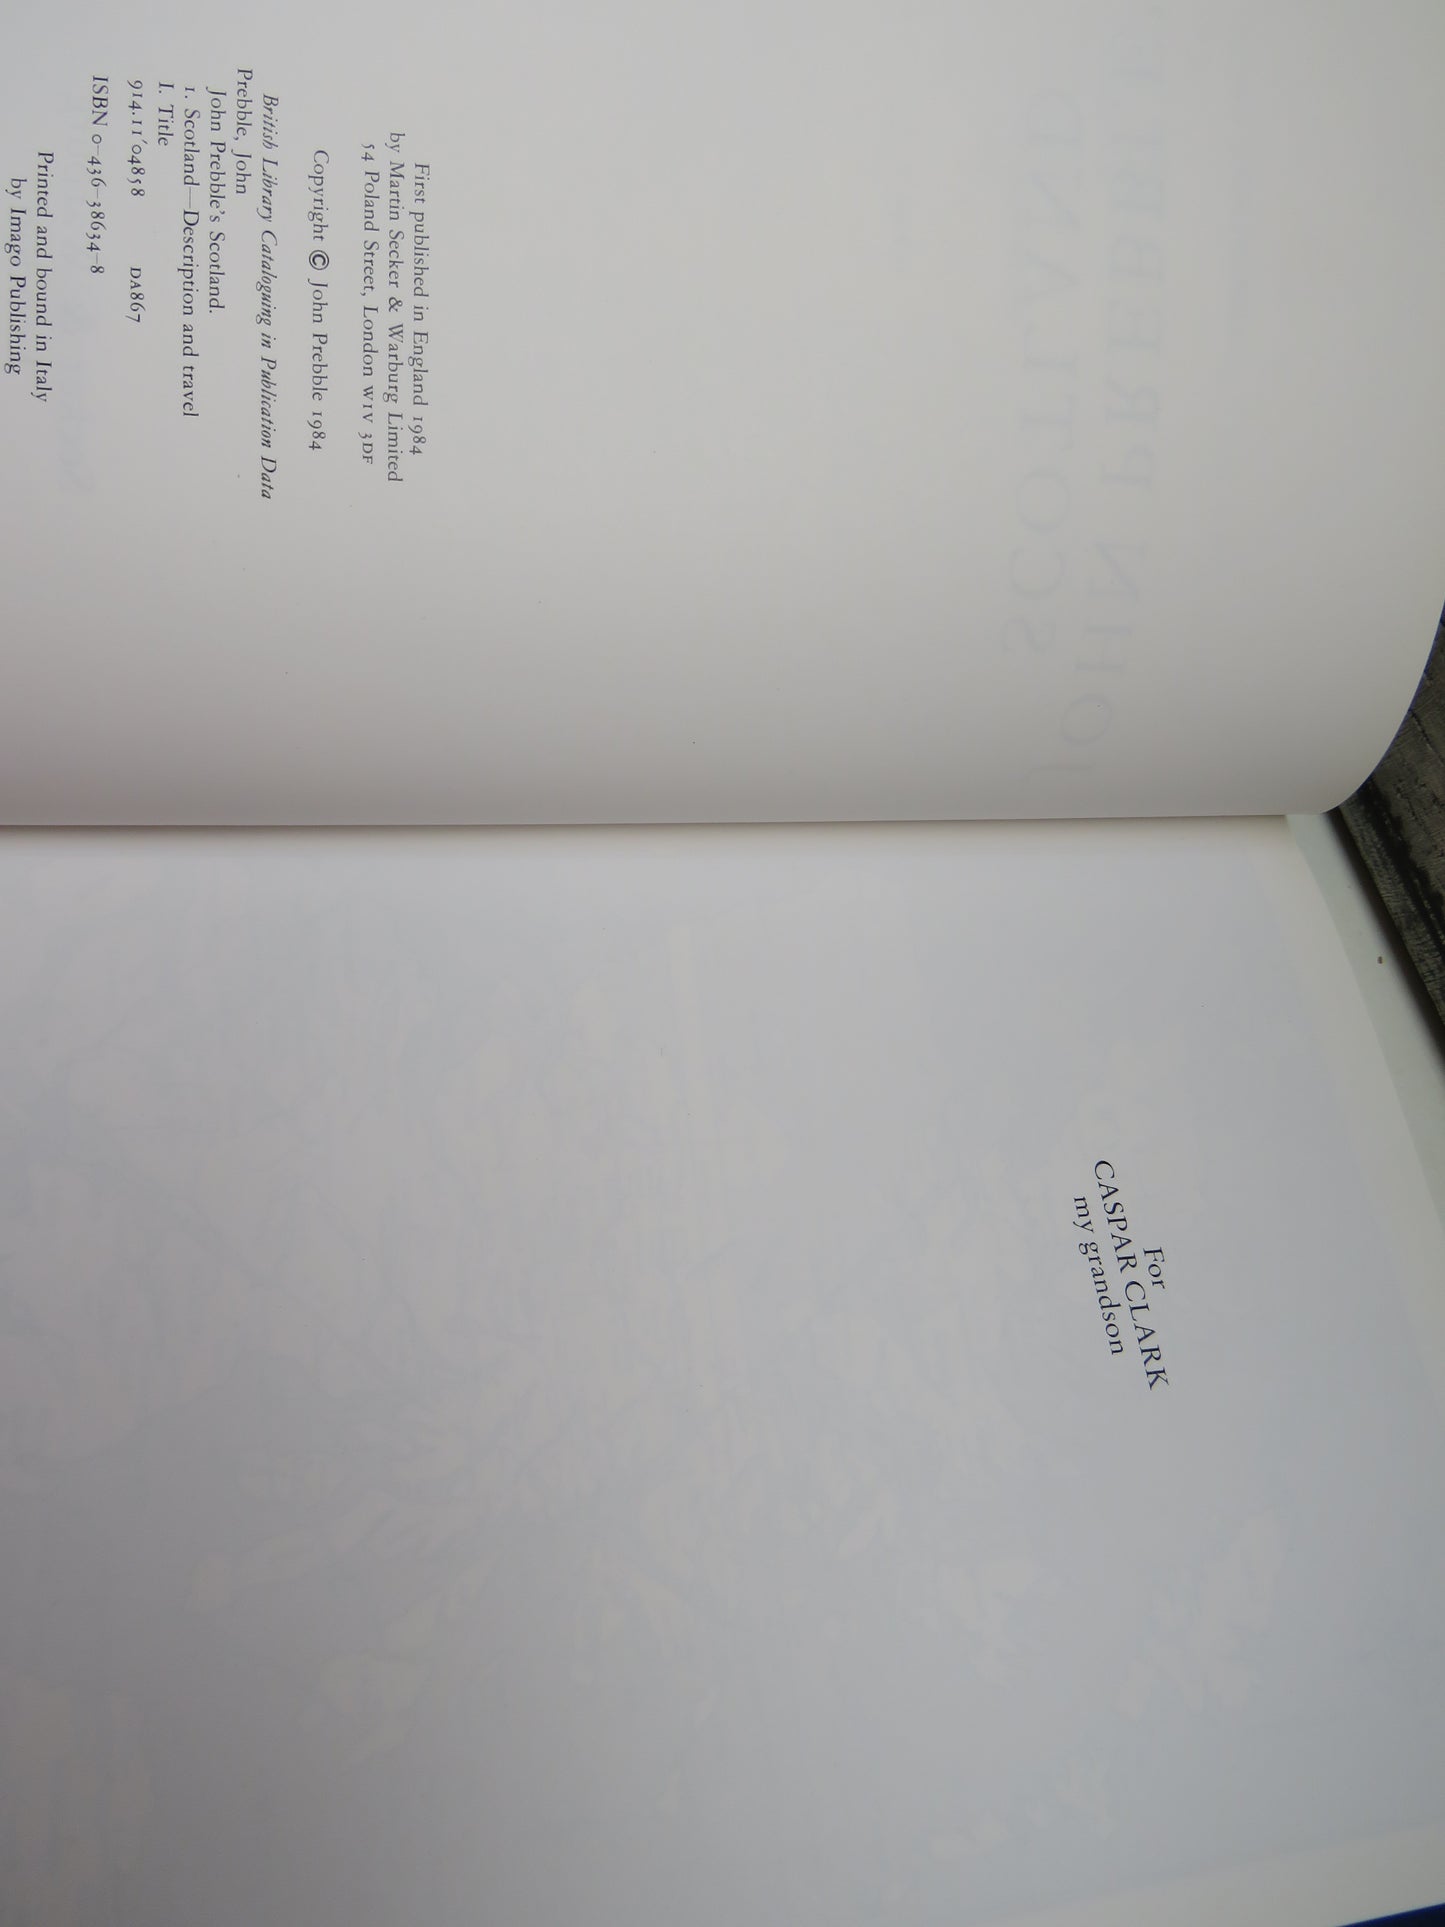 First published in England 1984
by Martin Secker & Warburg Limited
54 Poland Street, London W1V 3DF
Copyright © John Prebble 1984
British Library Cataloguing in Publication Data
Prebble, John
John Prebble's Scotland.
1. Scotland—Description and travel
I. Title
914.11'04858 DA867
ISBN 0-436-38634-8
Printed and bound in Italy
by Imago Publishing
For
CASPAR CLARK
my grandson